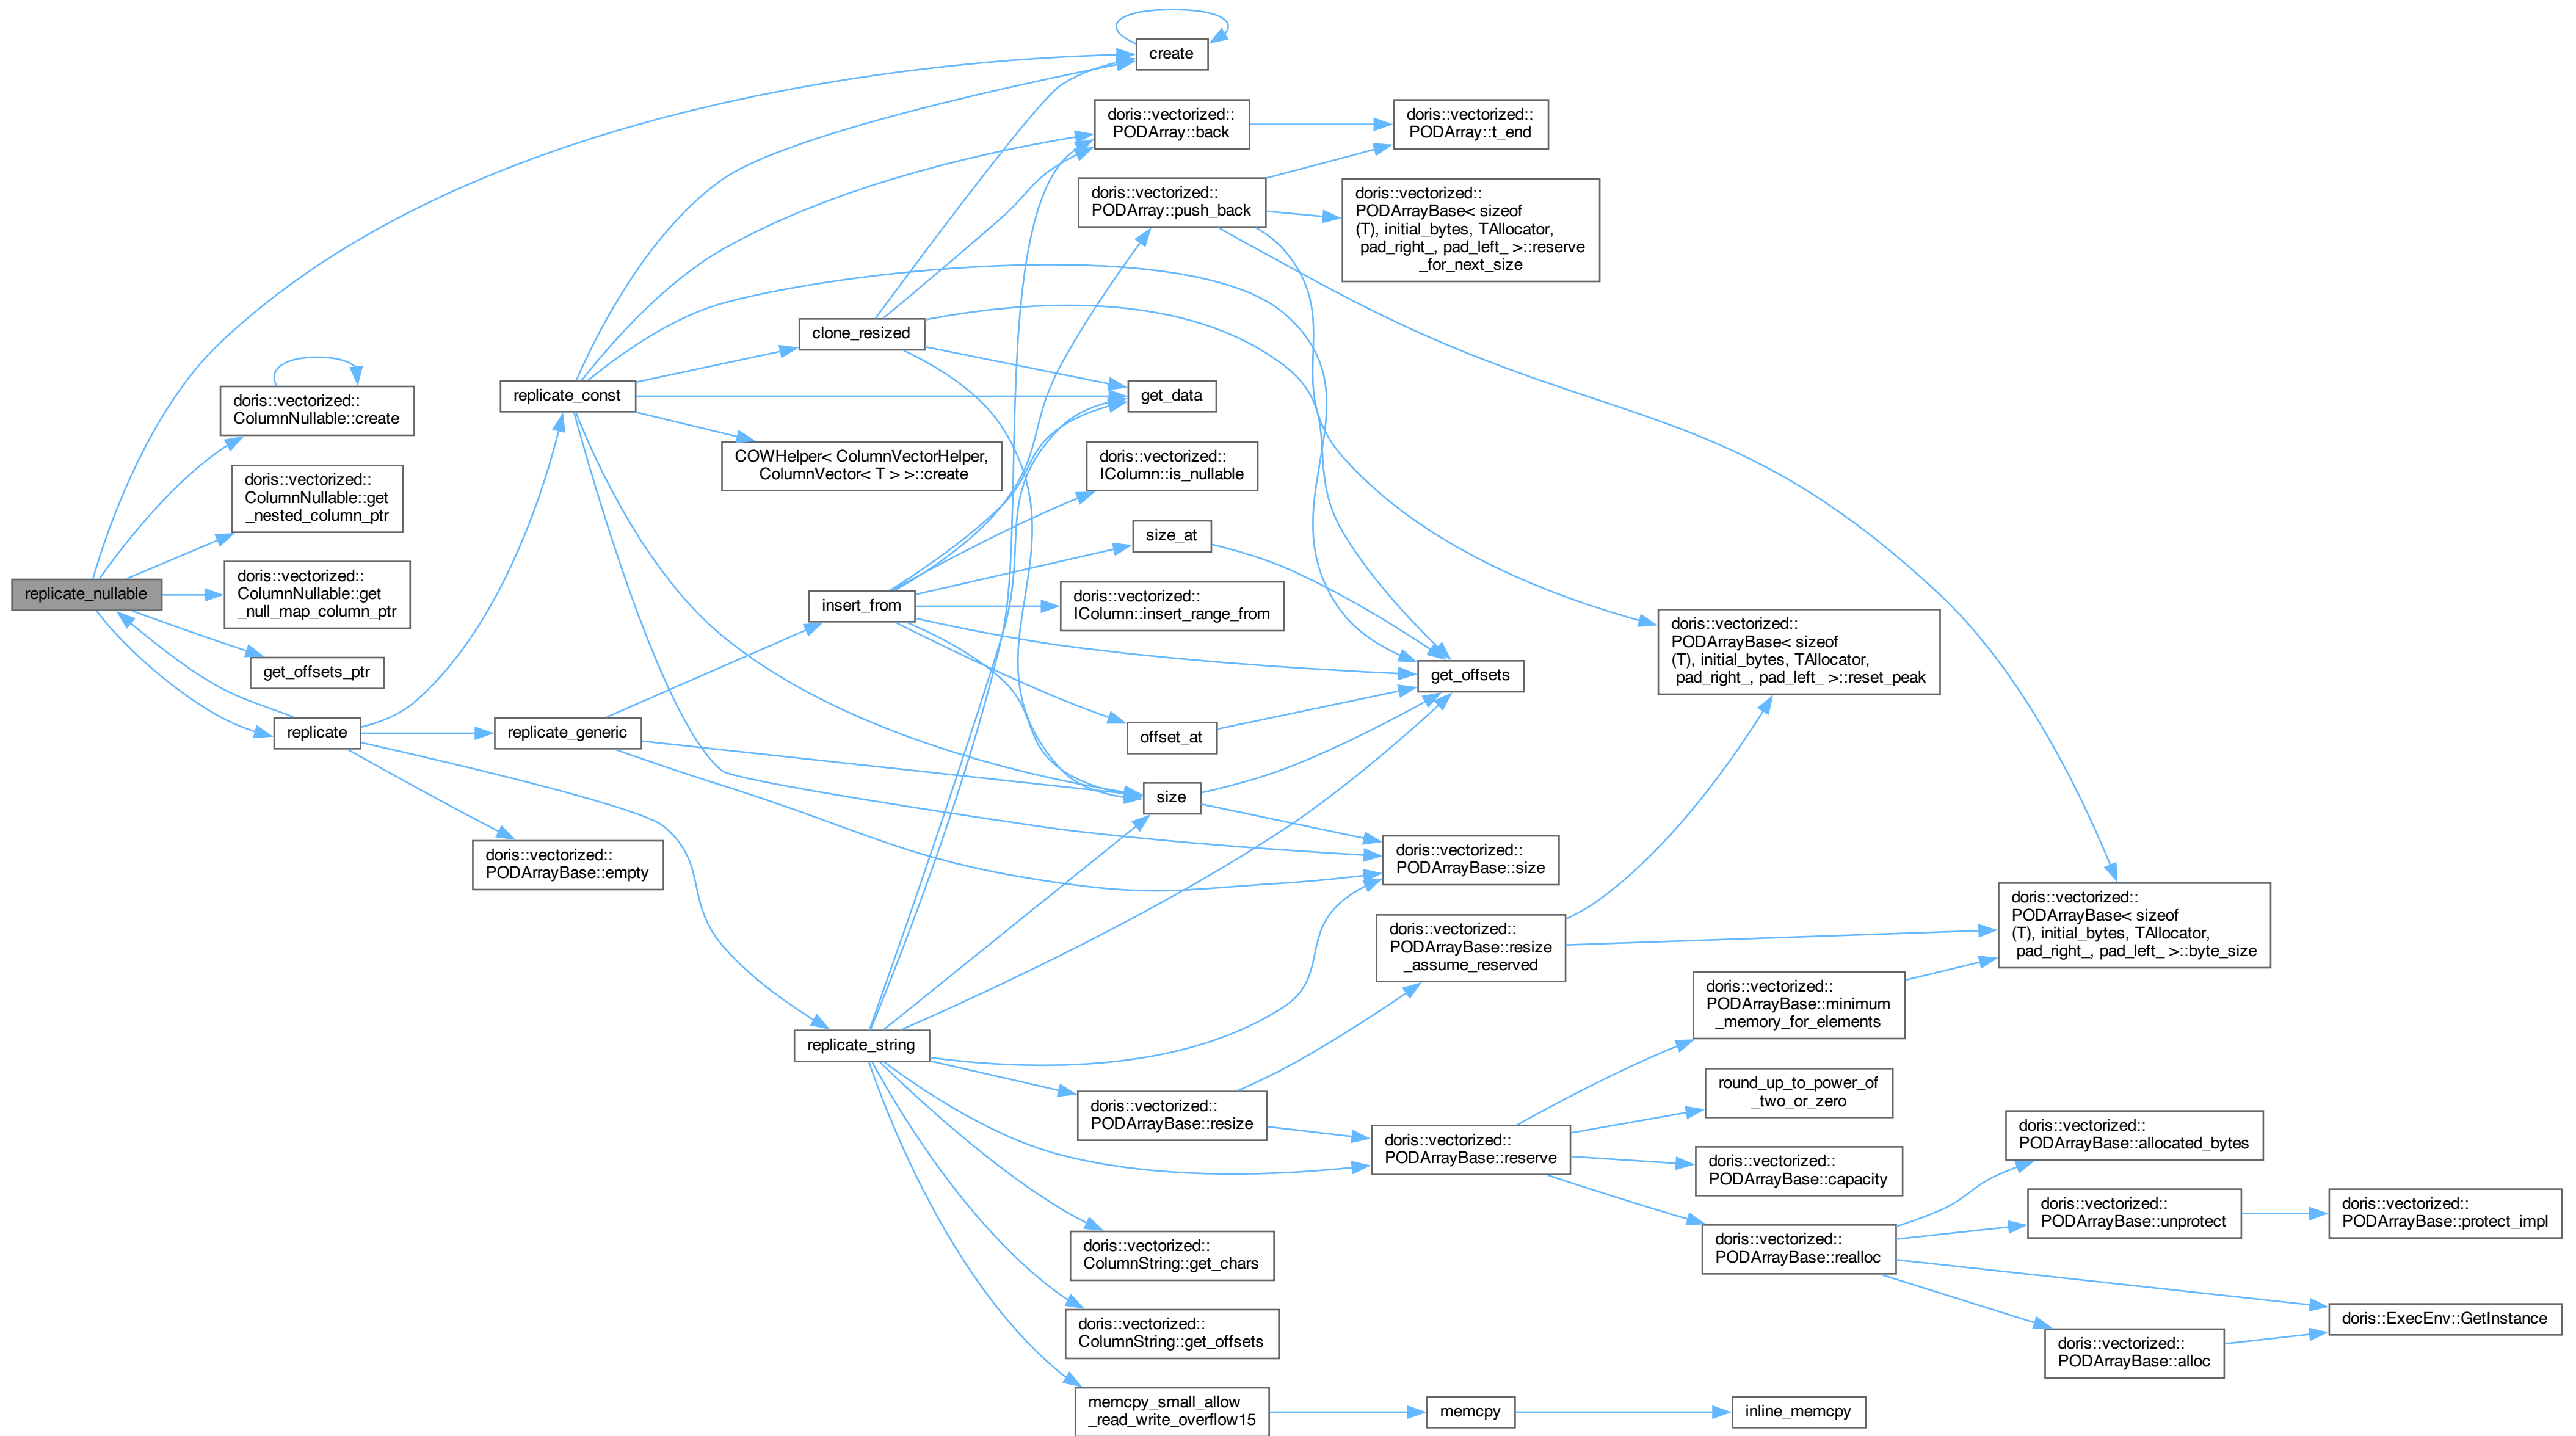 create
doris::vectorized::
PODArray::back
doris::vectorized::
PODArray::t_end
doris::vectorized::
PODArray::push_back
doris::vectorized::
PODArrayBase< sizeof
(T), initial_bytes, TAllocator,
pad_right_, pad_left_ >::reserve
_for_next_size
clone_resized
replicate_const
get_data
doris::vectorized::
ColumnNullable::create
COWHelper< ColumnVectorHelper,
ColumnVector< T > >::create
doris::vectorized::
IColumn::is_nullable
doris::vectorized::
ColumnNullable::get
_nested_column_ptr
size_at
replicate_nullable
doris::vectorized::
ColumnNullable::get
_null_map_column_ptr
insert_from
doris::vectorized::
IColumn::insert_range_from
get_offsets_ptr
get_offsets
doris::vectorized::
PODArrayBase< sizeof
(T), initial_bytes, TAllocator,
pad_right_, pad_left_ >::reset_peak
replicate
replicate_generic
offset_at
size
doris::vectorized::
PODArrayBase::empty
doris::vectorized::
PODArrayBase::size
doris::vectorized::
PODArrayBase::resize
_assume_reserved
doris::vectorized::
PODArrayBase< sizeof
(T), initial_bytes, TAllocator,
pad_right_, pad_left_ >::byte_size
doris::vectorized::
PODArrayBase::minimum
_memory_for_elements
replicate_string
round_up_to_power_of
_two_or_zero
doris::vectorized::
PODArrayBase::resize
doris::vectorized::
PODArrayBase::reserve
doris::vectorized::
PODArrayBase::allocated_bytes
doris::vectorized::
PODArrayBase::capacity
doris::vectorized::
PODArrayBase::unprotect
doris::vectorized::
PODArrayBase::protect_impl
doris::vectorized::
ColumnString::get_chars
doris::vectorized::
PODArrayBase::realloc
doris::vectorized::
ColumnString::get_offsets
doris::ExecEnv::GetInstance
doris::vectorized::
PODArrayBase::alloc
memcpy_small_allow
_read_write_overflow15
memcpy
inline_memcpy